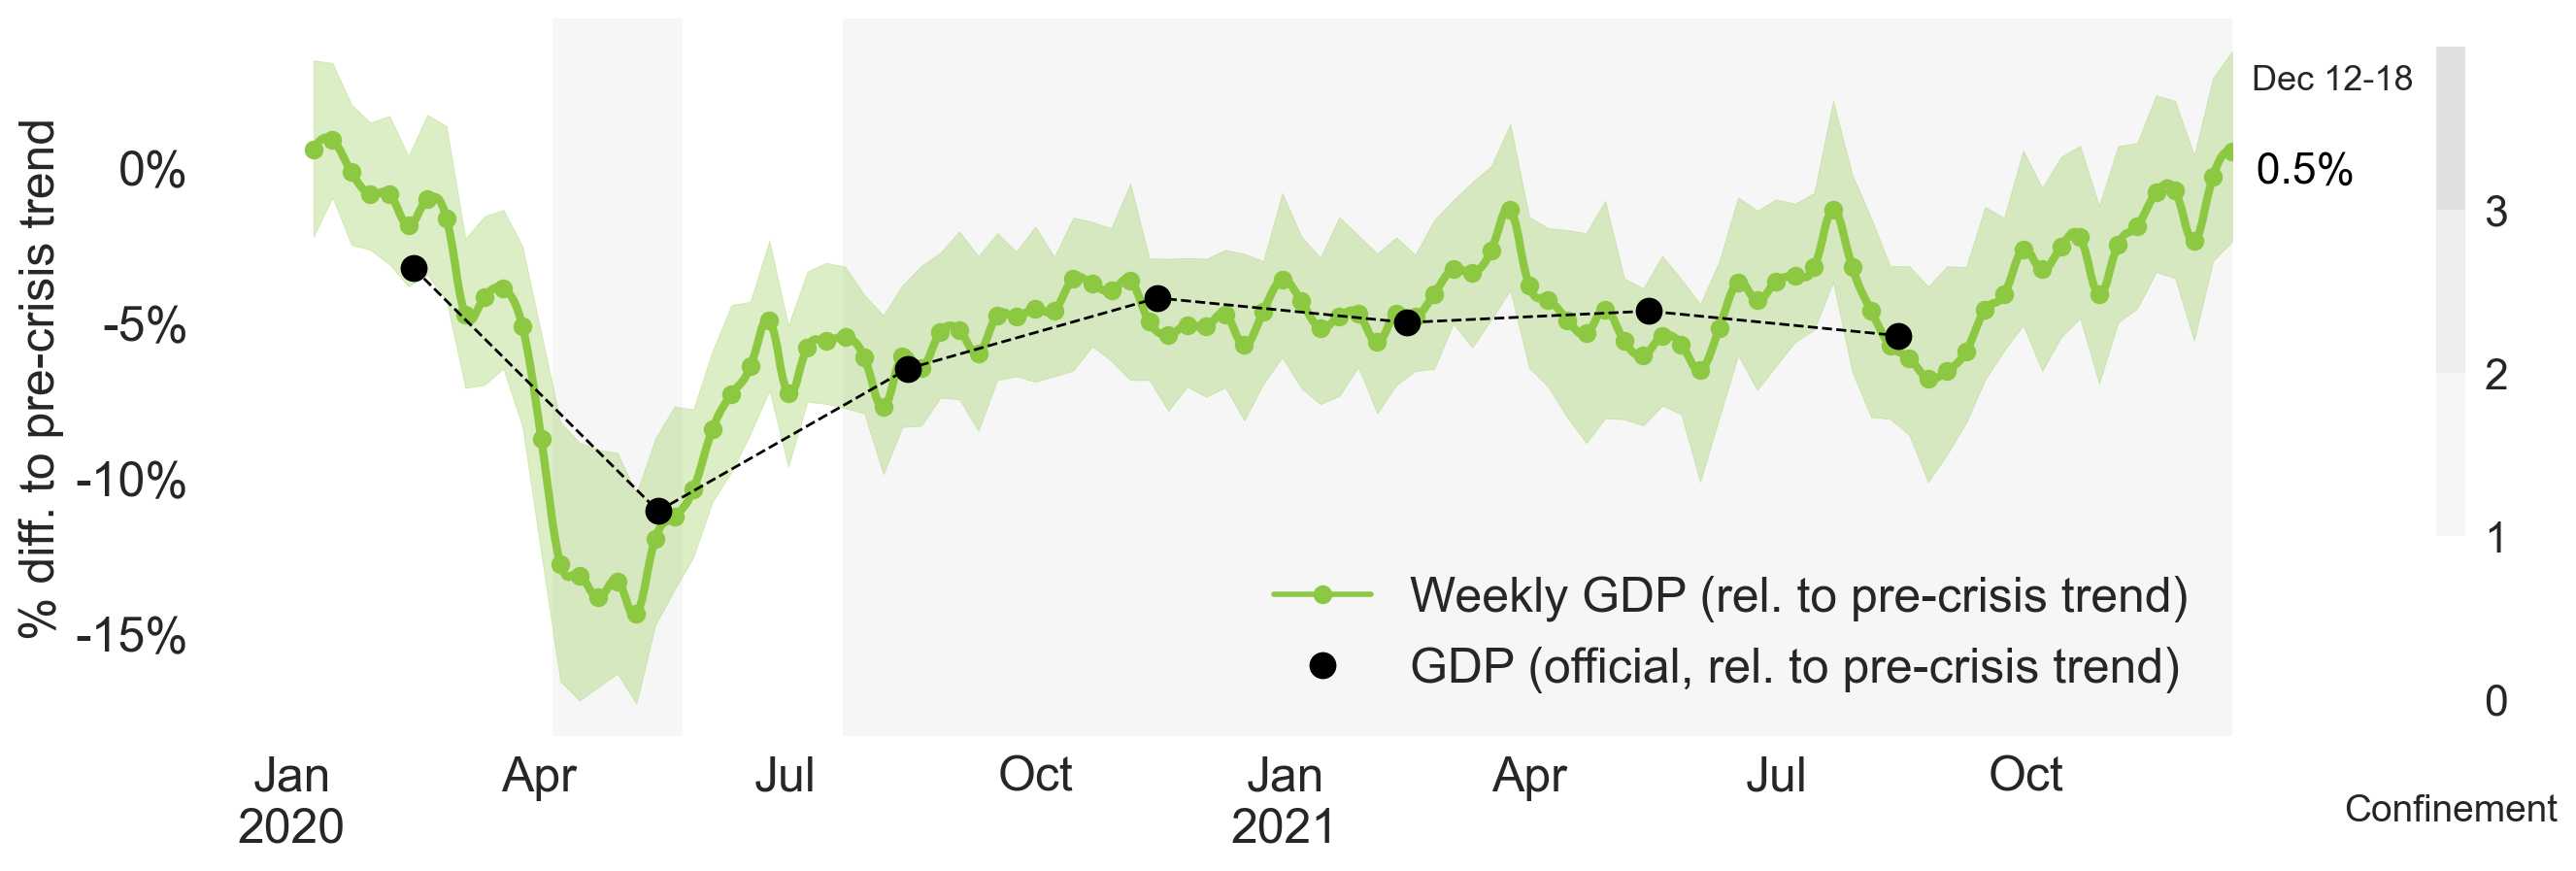 % diff. to pre-crisis trend
0%
-5%
-10%
-15%
Jan
2020
Apr
Jul
Oct
Jan
2021
Apr
Jul
Oct
Weekly GDP (rel. to pre-crisis trend)
GDP (official, rel. to pre-crisis trend)
Dec 12-18
0.5%
3
2
1
0
Confinement